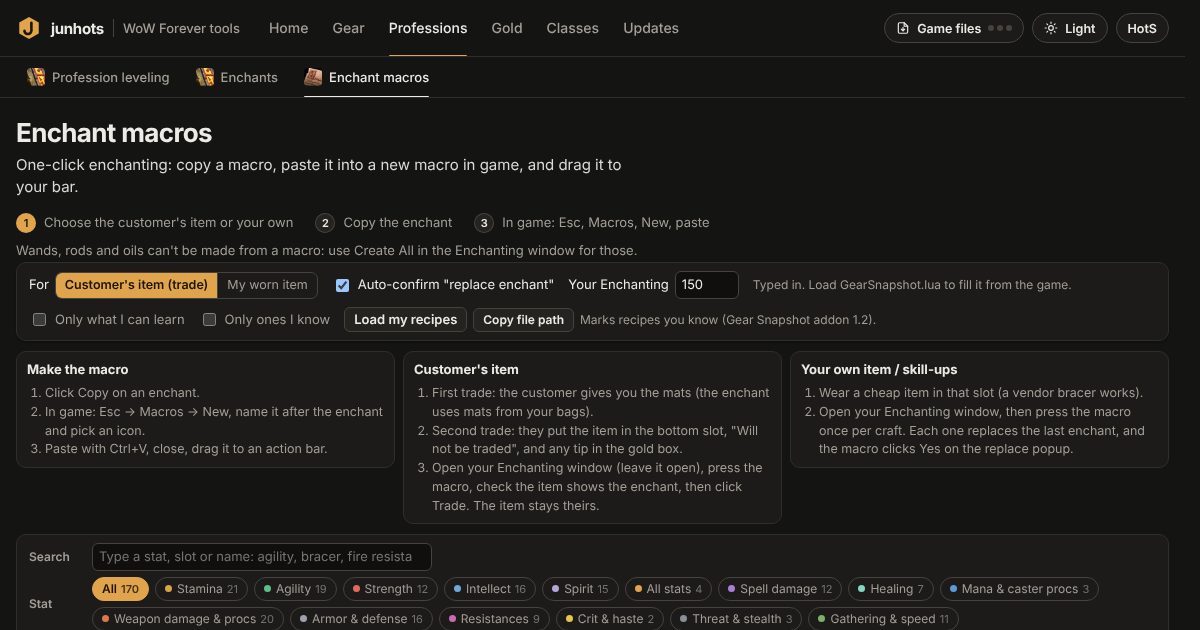 junhots WoW Forever tools Home Gear Professions Gold Classes Updates Game files Light HotS
Profession leveling Enchants Enchant macros
Enchant macros
One-click enchanting: copy a macro, paste it into a new macro in game, and drag it to
your bar.
1 Choose the customer's item or your own 2 Copy the enchant 3 In game: Esc, Macros, New, paste
Wands, rods and oils can't be made from a macro: use Create All in the Enchanting window for those.
For Customer's item (trade) My worn item Auto-confirm "replace enchant" Your Enchanting 150 Typed in. Load GearSnapshot.lua to fill it from the game.
Only what I can learn Only ones I know Load my recipes Copy file path Marks recipes you know (Gear Snapshot addon 1.2).
Make the macro
1. Click Copy on an enchant.
2. In game: Esc → Macros → New, name it after the enchant
and pick an icon.
3. Paste with Ctrl+V, close, drag it to an action bar.
Customer's item
1. First trade: the customer gives you the mats (the enchant
uses mats from your bags).
2. Second trade: they put the item in the bottom slot, "Will
not be traded", and any tip in the gold box.
3. Open your Enchanting window (leave it open), press the
macro, check the item shows the enchant, then click
Trade. The item stays theirs.
Your own item / skill-ups
1. Wear a cheap item in that slot (a vendor bracer works).
2. Open your Enchanting window, then press the macro
once per craft. Each one replaces the last enchant, and
the macro clicks Yes on the replace popup.
Search Type a stat, slot or name: agility, bracer, fire resista
Stat All 170 Stamina 21 Agility 19 Strength 12 Intellect 16 Spirit 15 All stats 4 Spell damage 12 Healing 7 Mana & caster procs 3
Weapon damage & procs 20 Armor & defense 16 Resistances 9 Crit & haste 2 Threat & stealth 3 Gathering & speed 11